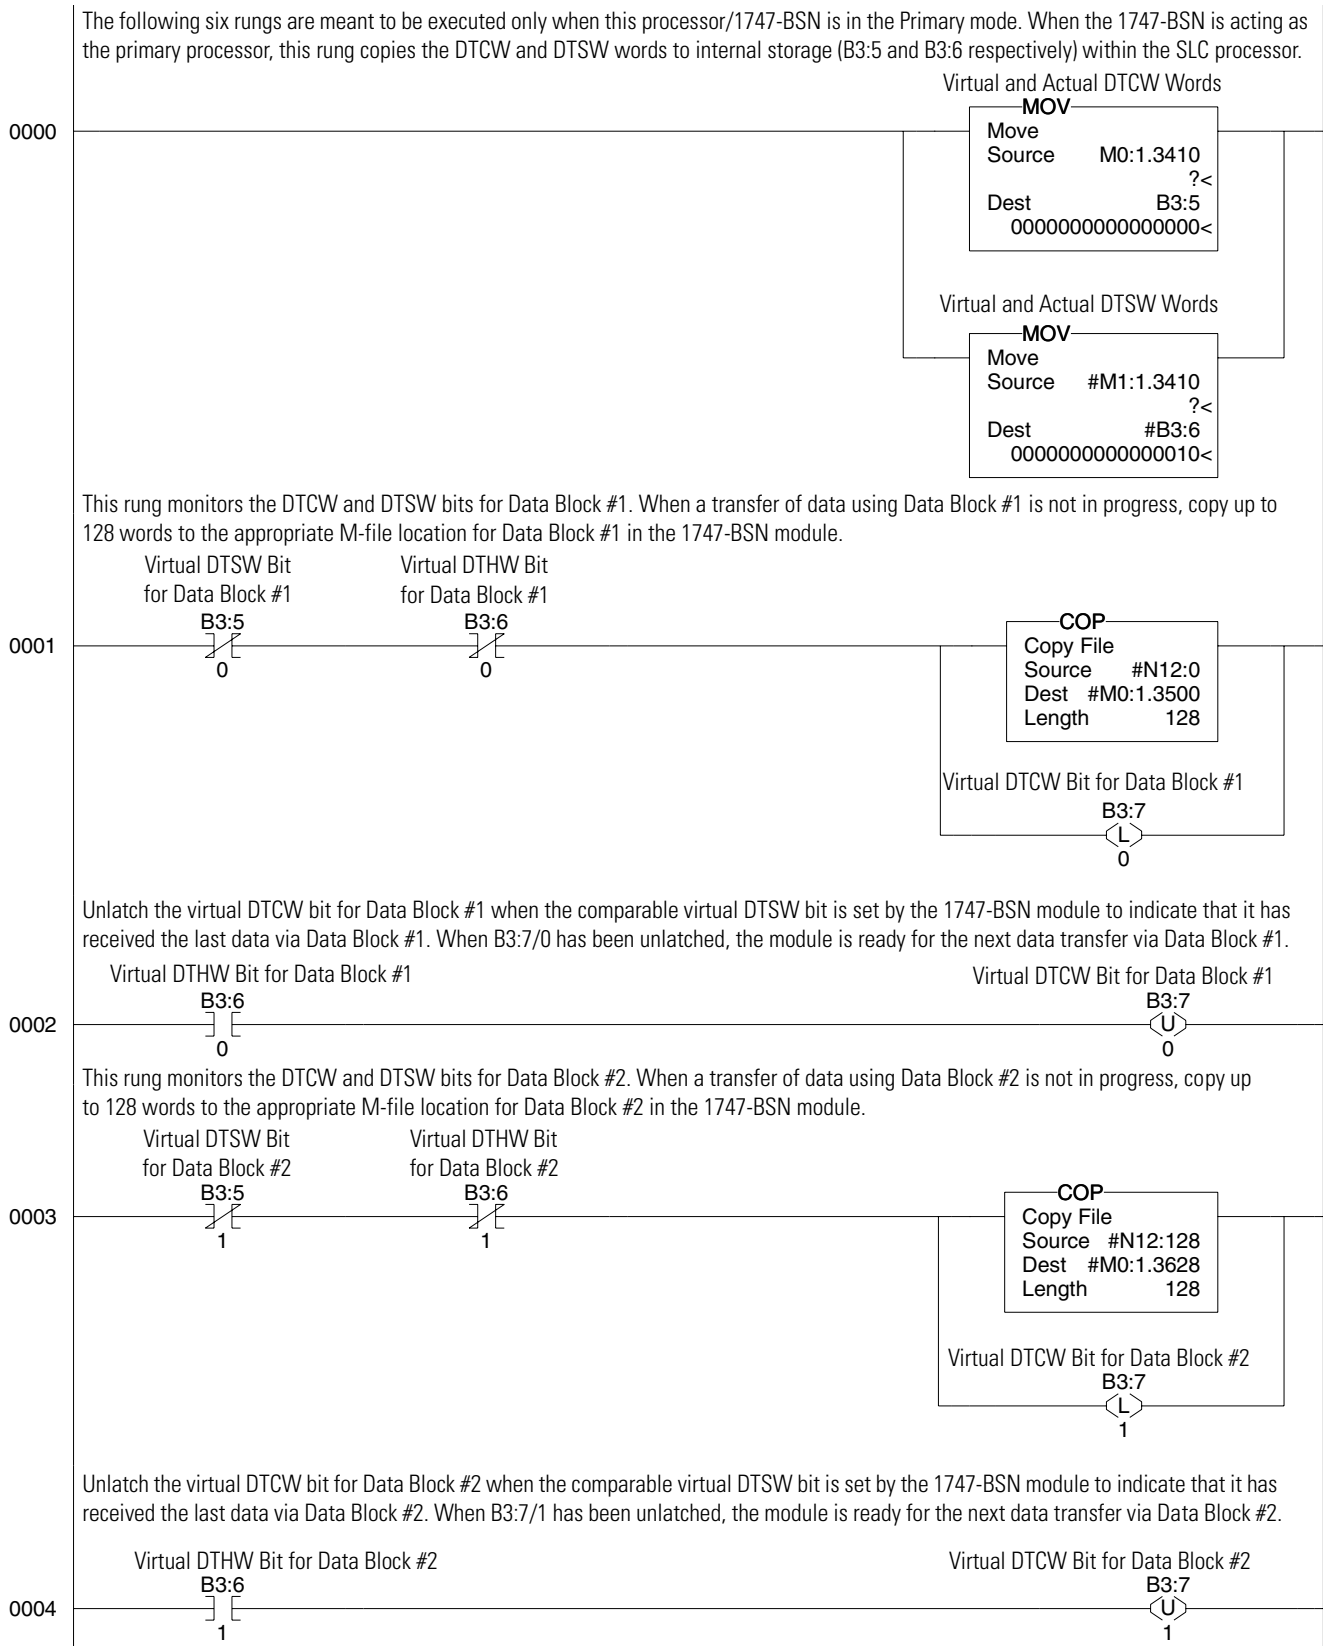 The following six rungs are meant to be executed only when this processor/1747-BSN is in the Primary mode. When the 1747-BSN is acting as
the primary processor, this rung copies the DTCW and DTSW words to internal storage (B3:5 and B3:6 respectively) within the SLC processor.
Virtual and Actual DTCW Words
MOV
0000
Move
Source M0:1.3410
?<
Dest B3:5
0000000000000000<
Virtual and Actual DTSW Words
MOV
Move
Source #M1:1.3410
?<
Dest #B3:6
0000000000000010<
This rung monitors the DTCW and DTSW bits for Data Block #1. When a transfer of data using Data Block #1 is not in progress, copy up to
128 words to the appropriate M-file location for Data Block #1 in the 1747-BSN module.
Virtual DTSW Bit
for Data Block #1
B3:5
0
Virtual DTHW Bit
for Data Block #1
B3:6
0
0001
COP
Copy File
Source #N12:0
Dest #M0:1.3500
Length 128
Virtual DTCW Bit for Data Block #1
B3:7
L
0
Unlatch the virtual DTCW bit for Data Block #1 when the comparable virtual DTSW bit is set by the 1747-BSN module to indicate that it has
received the last data via Data Block #1. When B3:7/0 has been unlatched, the module is ready for the next data transfer via Data Block #1.
Virtual DTHW Bit for Data Block #1
B3:6
0
0002
Virtual DTCW Bit for Data Block #1
B3:7
U
0
This rung monitors the DTCW and DTSW bits for Data Block #2. When a transfer of data using Data Block #2 is not in progress, copy up
to 128 words to the appropriate M-file location for Data Block #2 in the 1747-BSN module.
Virtual DTSW Bit
for Data Block #2
B3:5
1
Virtual DTHW Bit
for Data Block #2
B3:6
1
0003
COP
Copy File
Source #N12:128
Dest #M0:1.3628
Length 128
Virtual DTCW Bit for Data Block #2
B3:7
L
1
Unlatch the virtual DTCW bit for Data Block #2 when the comparable virtual DTSW bit is set by the 1747-BSN module to indicate that it has
received the last data via Data Block #2. When B3:7/1 has been unlatched, the module is ready for the next data transfer via Data Block #2.
Virtual DTHW Bit for Data Block #2
B3:6
1
0004
Virtual DTCW Bit for Data Block #2
B3:7
U
1